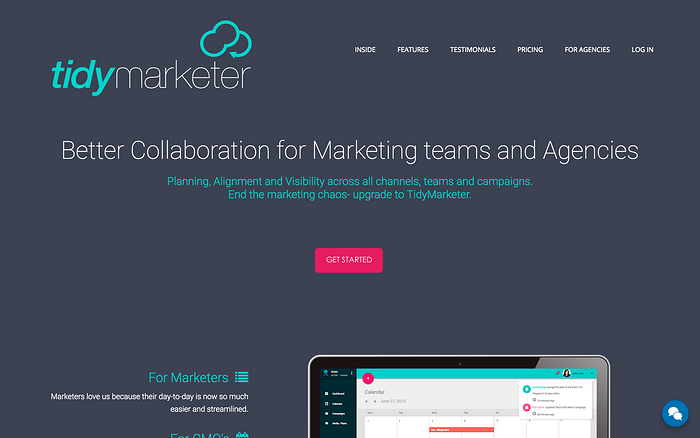 tidymarketer
INSIDE FEATURES TESTIMONIALS PRICING FOR AGENCIES LOG IN
Better Collaboration for Marketing teams and Agencies
Planning, Alignment and Visibility across all channels, teams and campaigns.
End the marketing chaos- upgrade to TidyMarketer.
GET STARTED
For Marketers
Marketers love us because their day-to-day is now so much
easier and streamlined.
For CMO's
Dashboard
Calendar
Campaigns
Media Plans
Calendar
June 27, 2013